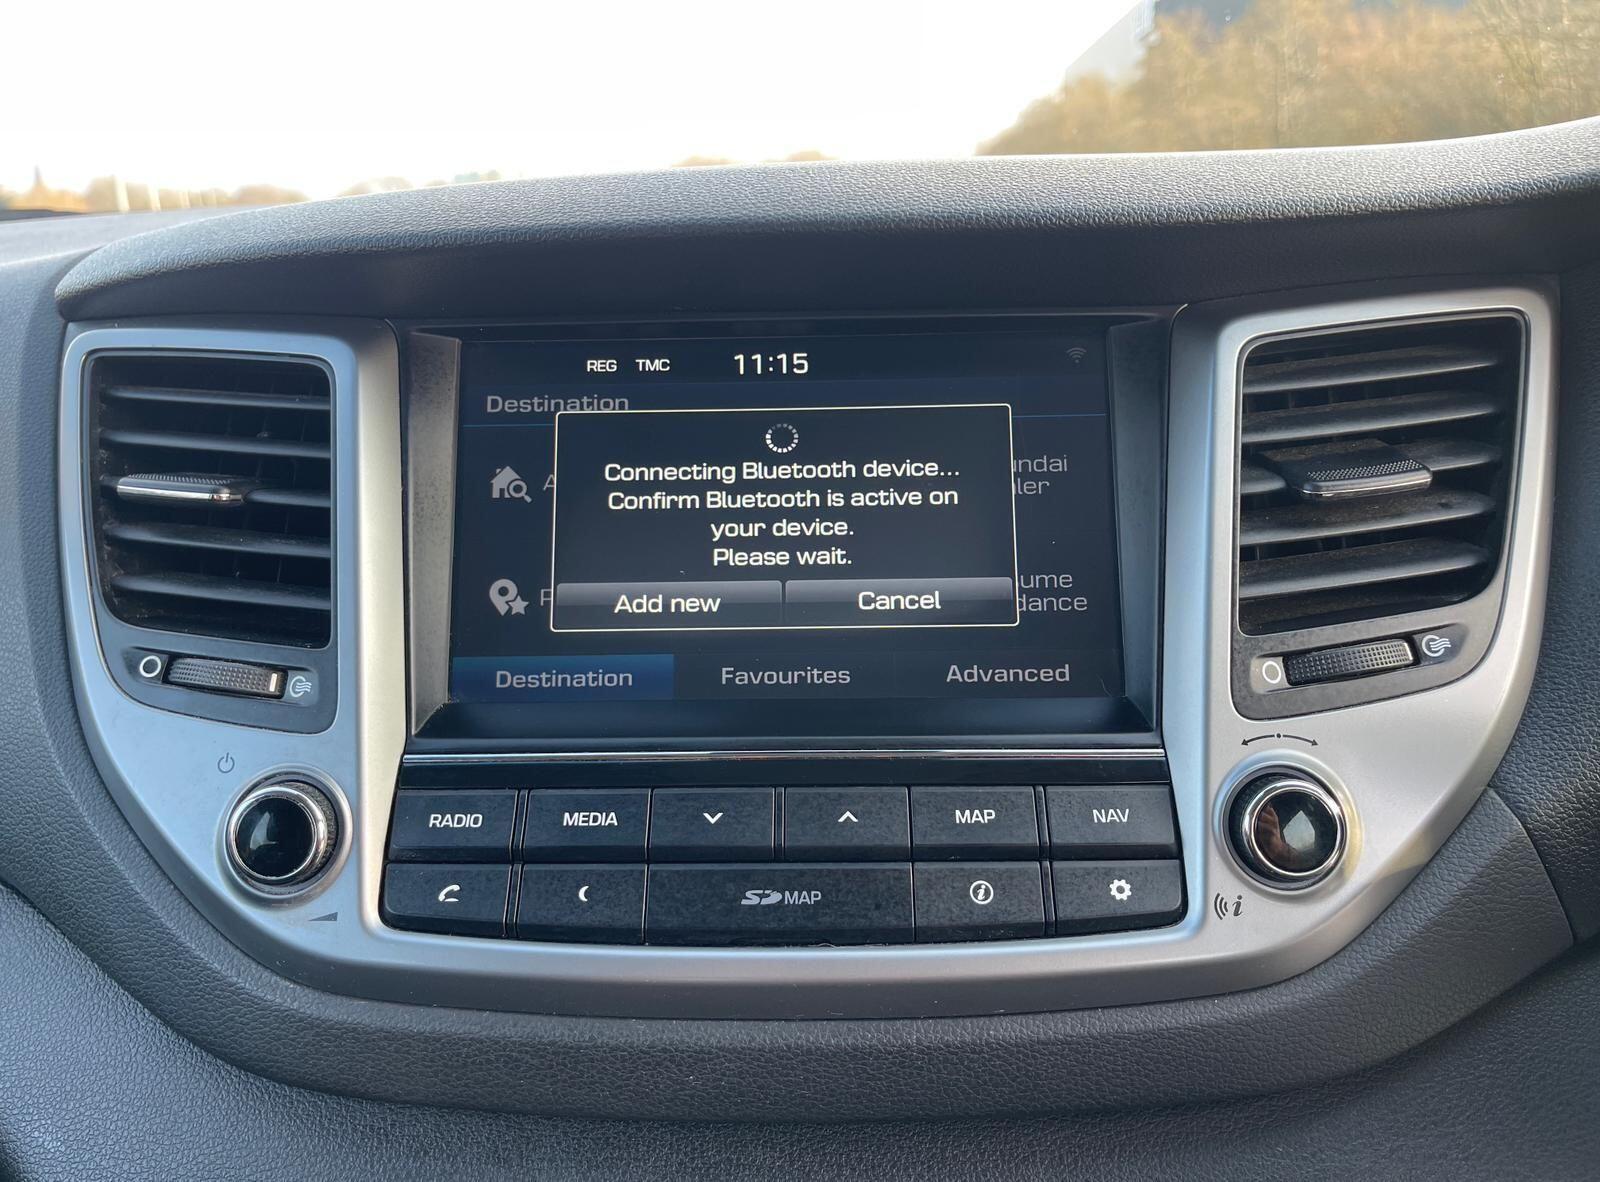 REG TMC 11:15
Destination
Connecting Bluetooth device...
Confirm Bluetooth is active on
your device.
Please wait.
Add new Cancel
Destination Favourites Advanced
RADIO MEDIA MAP NAV
SD MAP